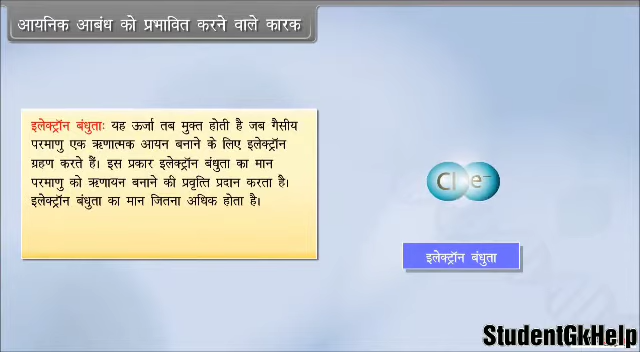 आयनिक आबंध को प्रभावित करने वाले कारक
इलेक्ट्रॉन बंधुताः यह ऊर्जा तब मुक्त होती है जब गैसीय
परमाणु एक ऋणात्मक आयन बनाने के लिए इलेक्ट्रॉन
ग्रहण करते हैं। इस प्रकार इलेक्ट्रॉन बंधुता का मान
परमाणु को ऋणायन बनाने की प्रवृत्ति प्रदान करता है।
इलेक्ट्रॉन बंधुता का मान जितना अधिक होता है।
Cl e⁻
इलेक्ट्रॉन बंधुता
StudentGkHelp